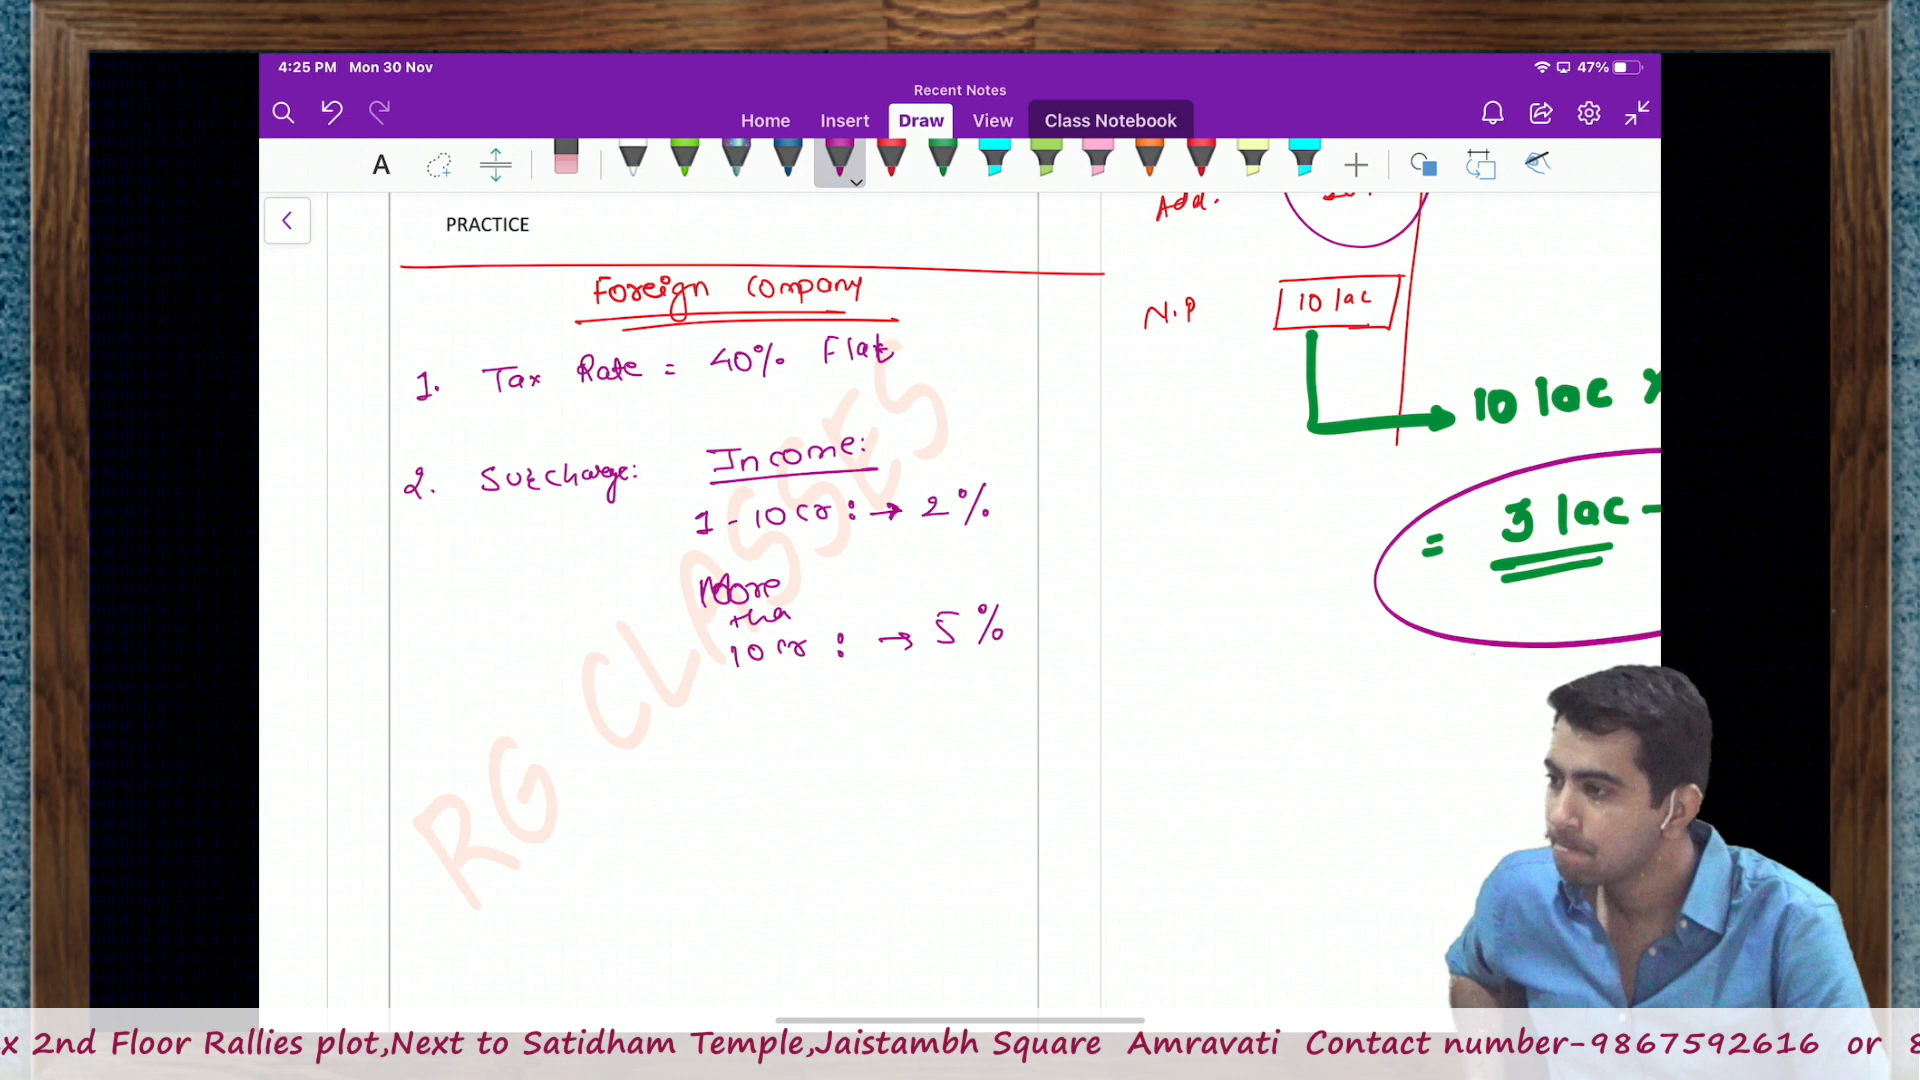 4:25 PM Mon 30 Nov
47%
Recent Notes
Home Insert Draw View Class Notebook
A
PRACTICE
Foreign Company
1. Tax Rate = 40% Flat
2. Surcharge: Income:
1 - 10 cr : → 2%
More
tha
10 cr : → 5%
RG CLASSES
Add.
N.P 10 lac
10 lac x
= 3 lac -
x 2nd Floor Rallies plot,Next to Satidham Temple,Jaistambh Square Amravati Contact number-9867592616 or 8